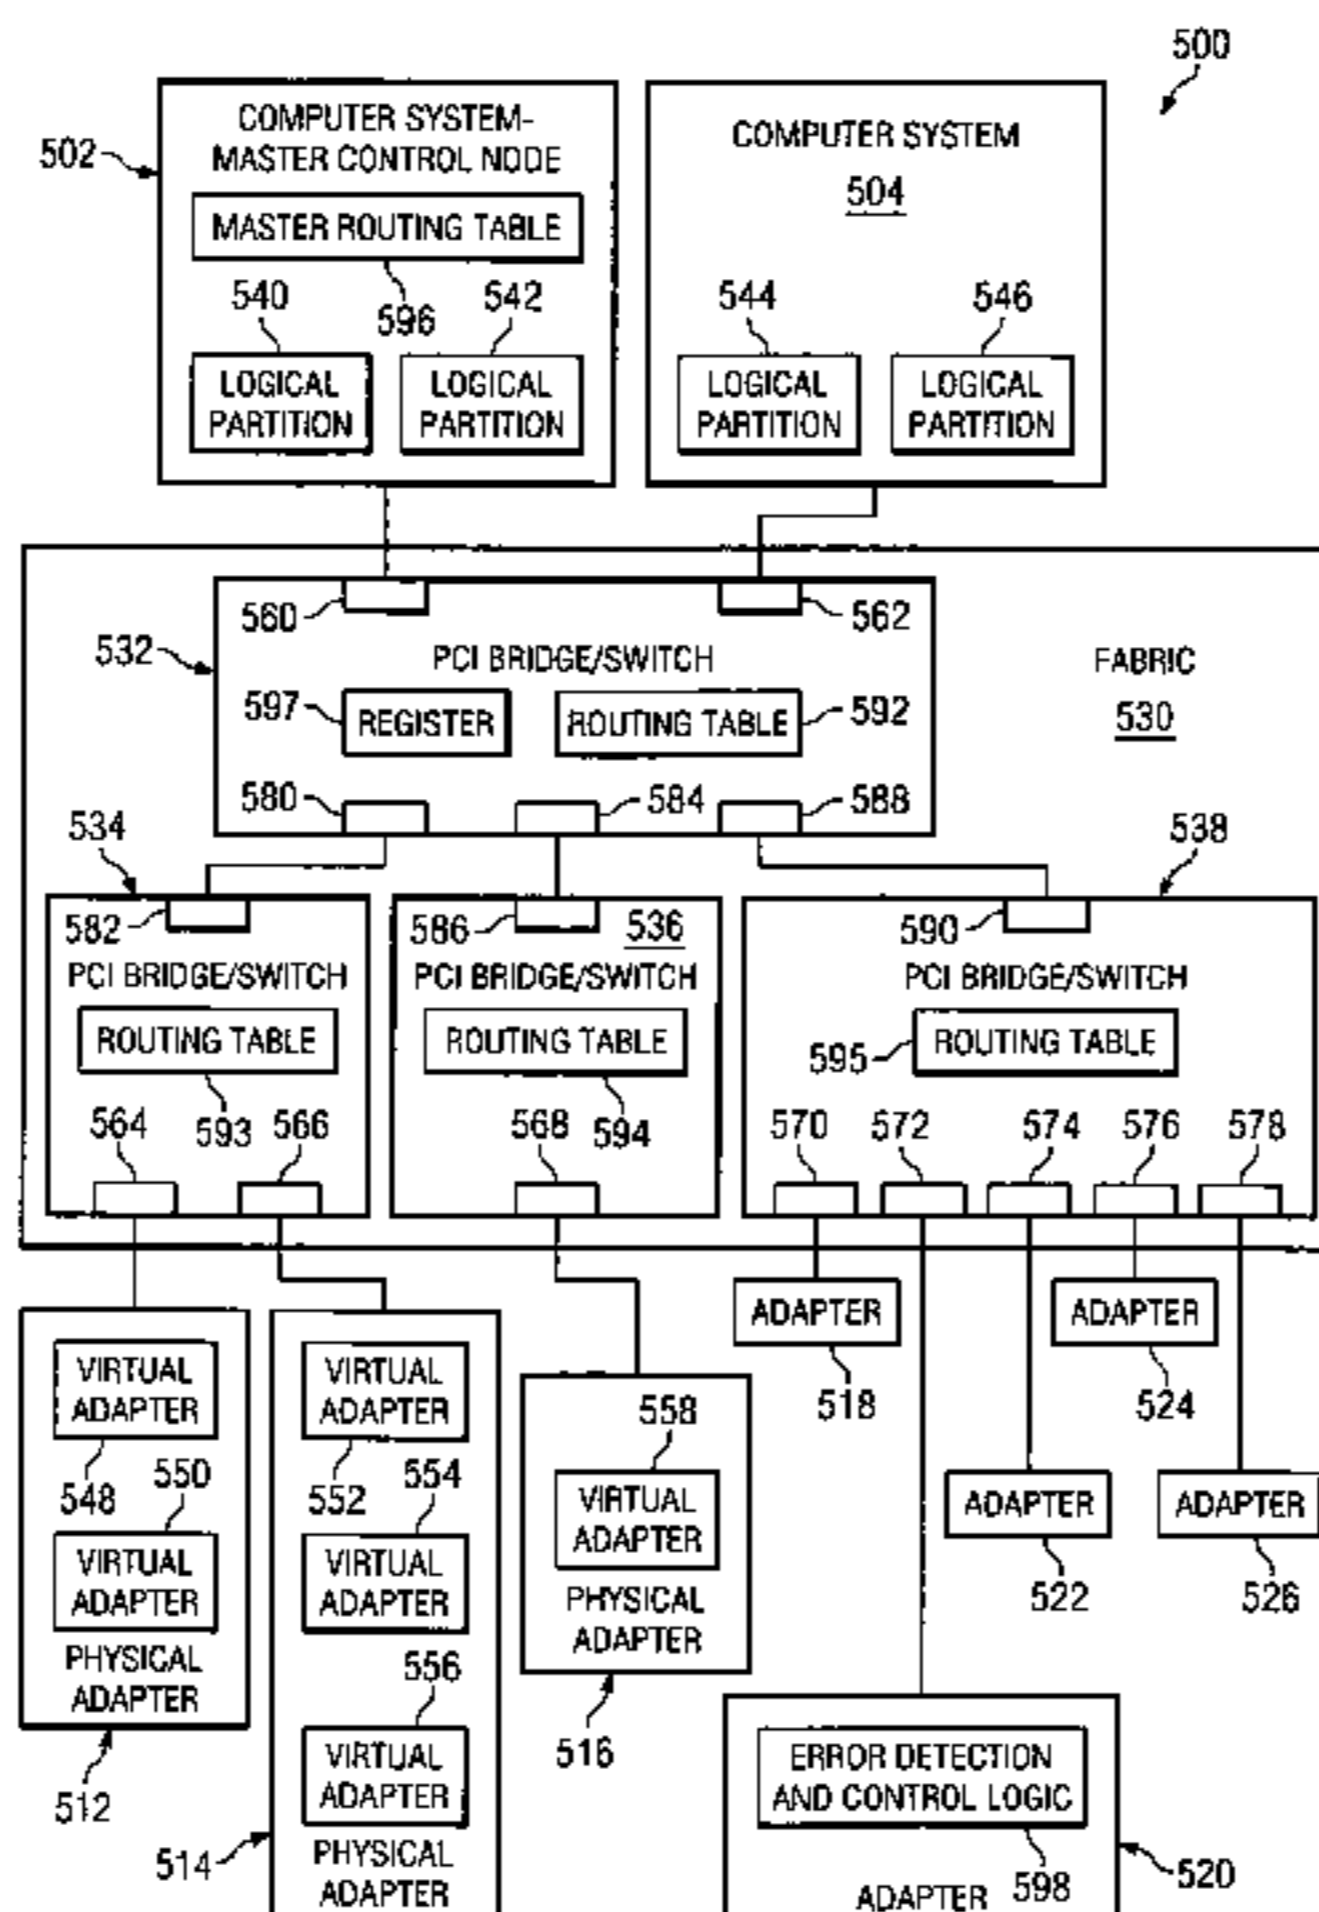 500
COMPUTER SYSTEM-
MASTER CONTROL NODE
502
MASTER ROUTING TABLE
540
596
542
LOGICAL
PARTITION
LOGICAL
PARTITION
COMPUTER SYSTEM
504
544
546
LOGICAL
PARTITION
LOGICAL
PARTITION
560
562
532
PCI BRIDGE/SWITCH
FABRIC
530
597
REGISTER
ROUTING TABLE
592
580
584
588
534
538
582
PCI BRIDGE/SWITCH
ROUTING TABLE
564
593
566
586
536
PCI BRIDGE/SWITCH
ROUTING TABLE
568
594
590
PCI BRIDGE/SWITCH
595
ROUTING TABLE
570
572
574
576
578
VIRTUAL
ADAPTER
548
550
VIRTUAL
ADAPTER
PHYSICAL
ADAPTER
512
VIRTUAL
ADAPTER
552
554
VIRTUAL
ADAPTER
556
VIRTUAL
ADAPTER
PHYSICAL
ADAPTER
514
558
VIRTUAL
ADAPTER
PHYSICAL
ADAPTER
516
ADAPTER
518
ADAPTER
524
ADAPTER
522
ADAPTER
526
ERROR DETECTION
AND CONTROL LOGIC
598
ADAPTER
520